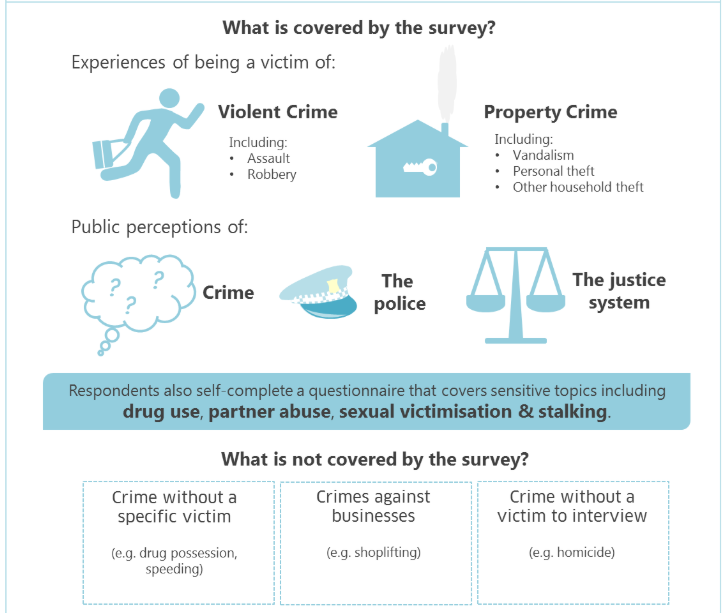 What is covered by the survey?
Experiences of being a victim of:
Violent Crime
Including:
• Assault
• Robbery
Property Crime
Including:
• Vandalism
• Personal theft
• Other household theft
Public perceptions of:
? ? ?
Crime
The
police
The justice
system
Respondents also self-complete a questionnaire that covers sensitive topics including
drug use, partner abuse, sexual victimisation & stalking.
What is not covered by the survey?
Crime without a
specific victim
(e.g. drug possession,
speeding)
Crimes against
businesses
(e.g. shoplifting)
Crime without a
victim to interview
(e.g. homicide)